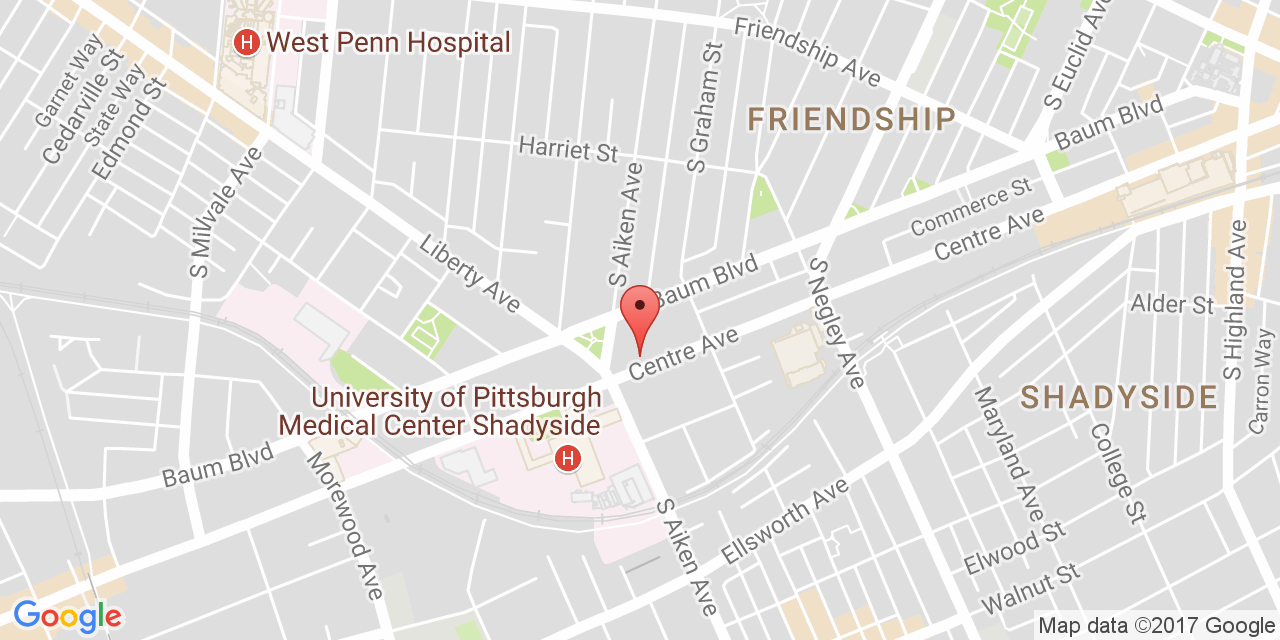 West Penn Hospital
H
Garnet Way
Cedarville St
State Way
Edmond St
Friendship Ave
S Euclid Ave
S Graham St
FRIENDSHIP
Baum Blvd
Harriet St
S Millvale Ave
S Aiken Ave
Commerce St
Centre Ave
Liberty Ave
Baum Blvd
S Negley Ave
S Highland Ave
Alder St
Centre Ave
Carron Way
SHADYSIDE
University of Pittsburgh
Medical Center Shadyside
H
Maryland Ave
College St
Baum Blvd
Morewood Ave
S Aiken Ave
Ellsworth Ave
Elwood St
Walnut St
Google
Map data ©2017 Google